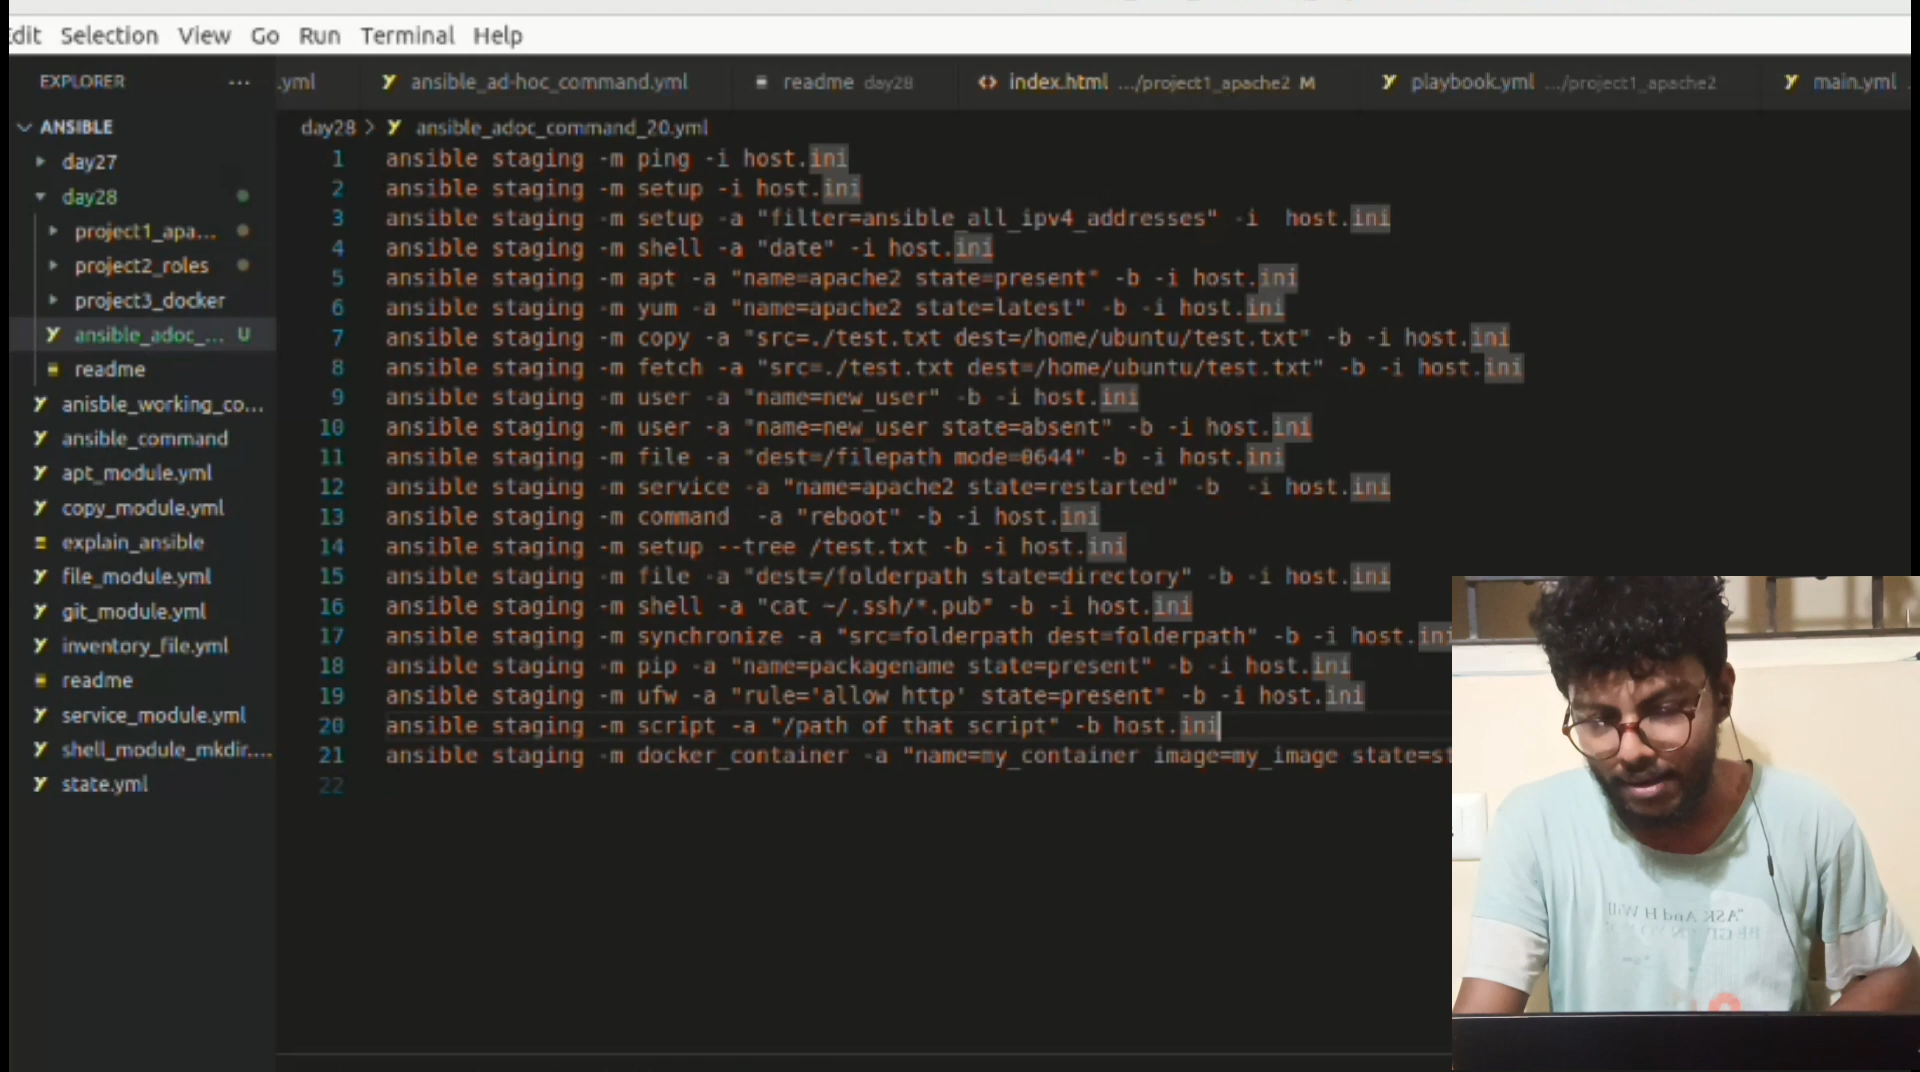 Edit Selection View Go Run Terminal Help
EXPLORER ...
.yml
ansible_ad-hoc_command.yml
readme day28
index.html .../project1_apache2 M
playbook.yml .../project1_apache2
main.yml
ANSIBLE
day27
day28
project1_apa...
project2_roles
project3_docker
ansible_adoc_... U
readme
anisble_working_co...
ansible_command
apt_module.yml
copy_module.yml
explain_ansible
file_module.yml
git_module.yml
inventory_file.yml
readme
service_module.yml
shell_module_mkdir....
state.yml
day28 > ansible_adoc_command_20.yml
1 ansible staging -m ping -i host.ini
2 ansible staging -m setup -i host.ini
3 ansible staging -m setup -a "filter=ansible_all_ipv4_addresses" -i  host.ini
4 ansible staging -m shell -a "date" -i host.ini
5 ansible staging -m apt -a "name=apache2 state=present" -b -i host.ini
6 ansible staging -m yum -a "name=apache2 state=latest" -b -i host.ini
7 ansible staging -m copy -a "src=./test.txt dest=/home/ubuntu/test.txt" -b -i host.ini
8 ansible staging -m fetch -a "src=./test.txt dest=/home/ubuntu/test.txt" -b -i host.ini
9 ansible staging -m user -a "name=new_user" -b -i host.ini
10 ansible staging -m user -a "name=new_user state=absent" -b -i host.ini
11 ansible staging -m file -a "dest=/filepath mode=0644" -b -i host.ini
12 ansible staging -m service -a "name=apache2 state=restarted" -b  -i host.ini
13 ansible staging -m command  -a "reboot" -b -i host.ini
14 ansible staging -m setup --tree /test.txt -b -i host.ini
15 ansible staging -m file -a "dest=/folderpath state=directory" -b -i host.ini
16 ansible staging -m shell -a "cat ~/.ssh/*.pub" -b -i host.ini
17 ansible staging -m synchronize -a "src=folderpath dest=folderpath" -b -i host.ini
18 ansible staging -m pip -a "name=packagename state=present" -b -i host.ini
19 ansible staging -m ufw -a "rule='allow http' state=present" -b -i host.ini
20 ansible staging -m script -a "/path of that script" -b host.ini
21 ansible staging -m docker_container -a "name=my_container image=my_image state=st
22
"ASK And H Will